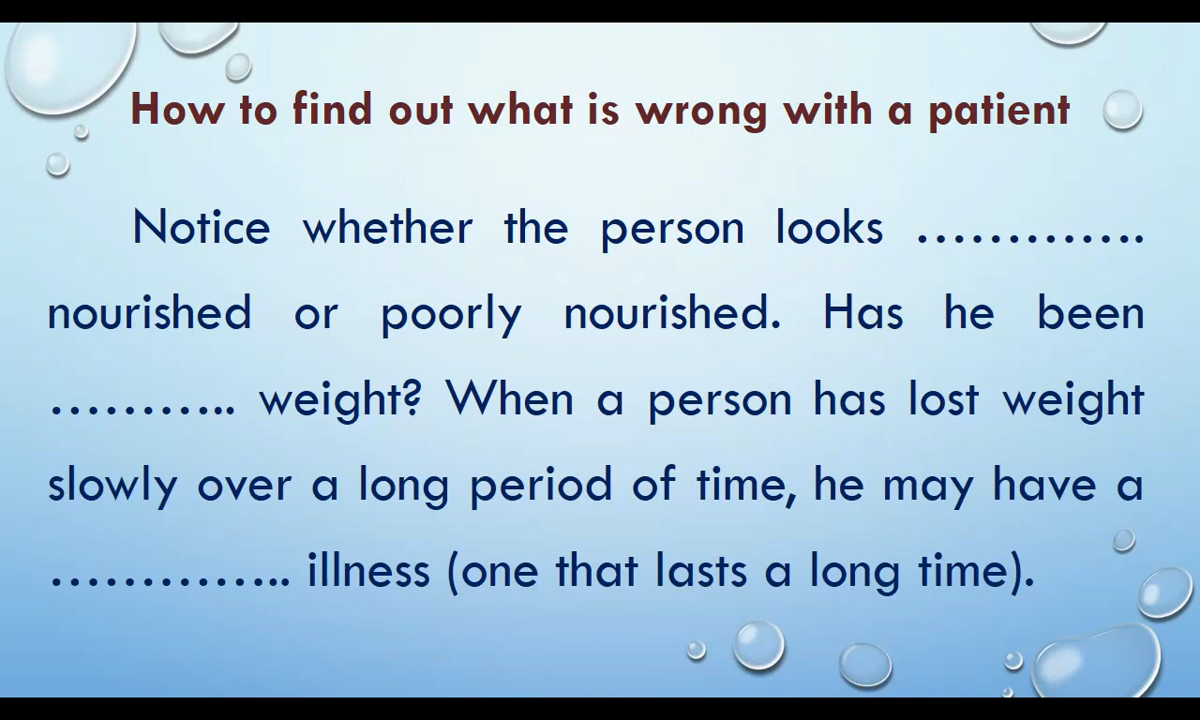 How to find out what is wrong with a patient
Notice whether the person looks ………….
nourished or poorly nourished. Has he been
……….. weight? When a person has lost weight
slowly over a long period of time, he may have a
………….. illness (one that lasts a long time).